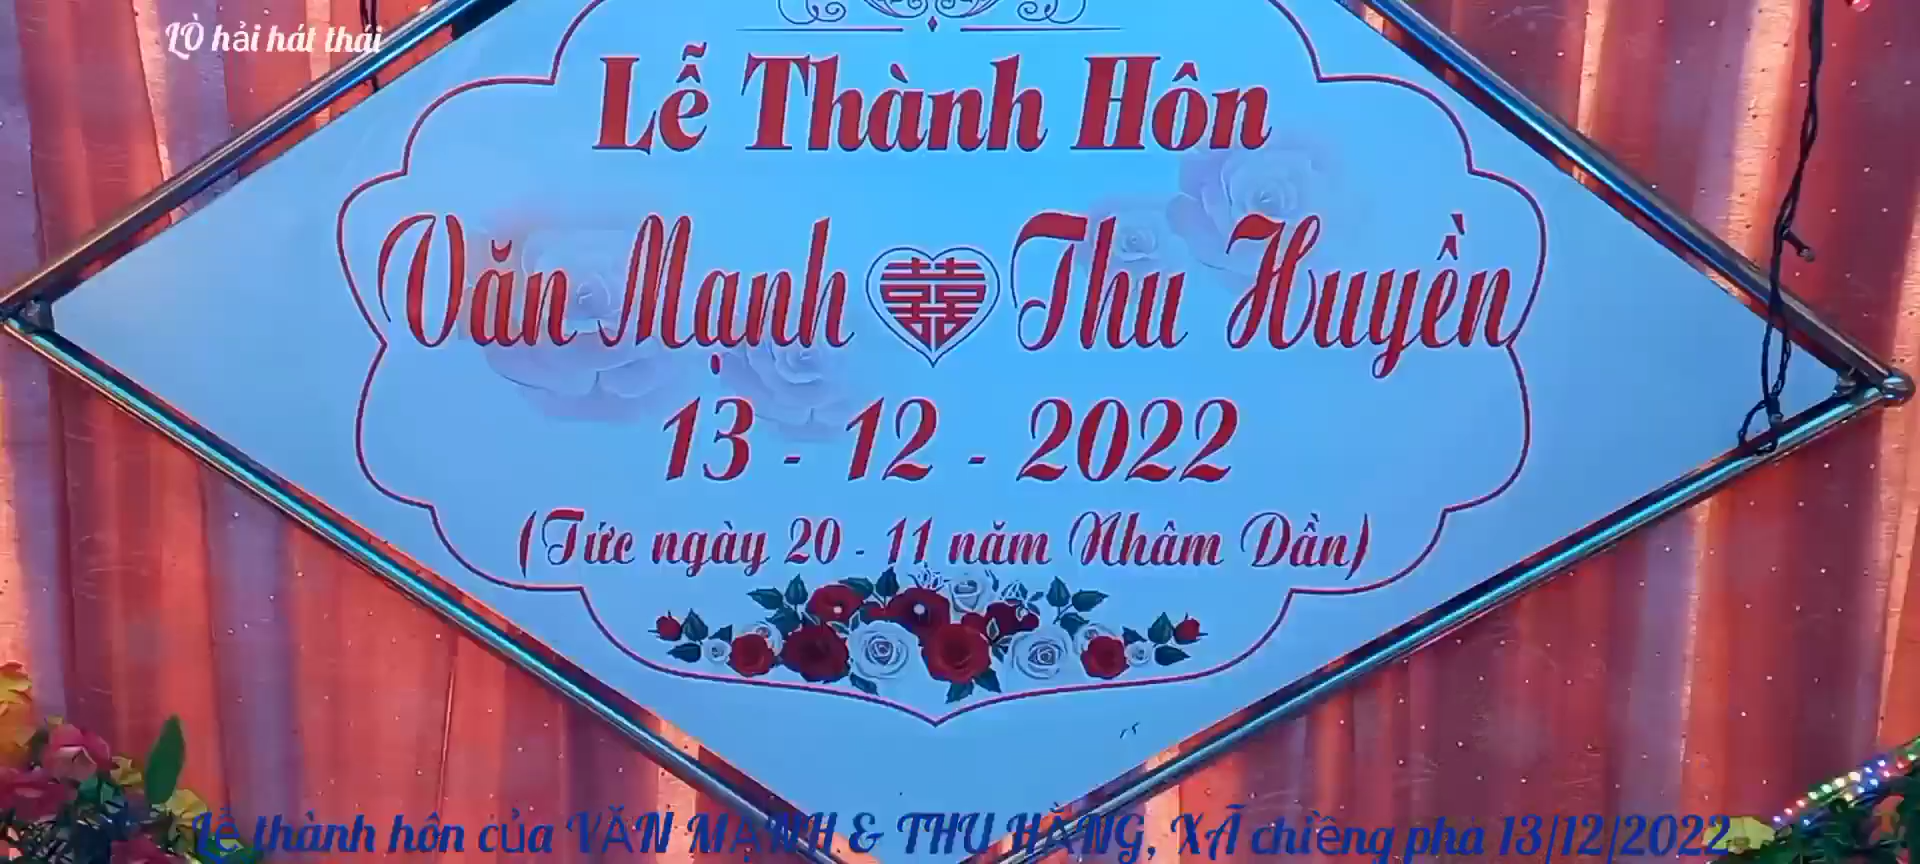 LÒ hải hát thái
Lễ Thành Hôn
Văn Mạnh 囍 Thu Huyền
13 - 12 - 2022
(Tức ngày 20 - 11 năm Nhâm Dần)
Lễ thành hôn của VĂN MẠNH & THU HẰNG, XÃ chiềng pha 13/12/2022